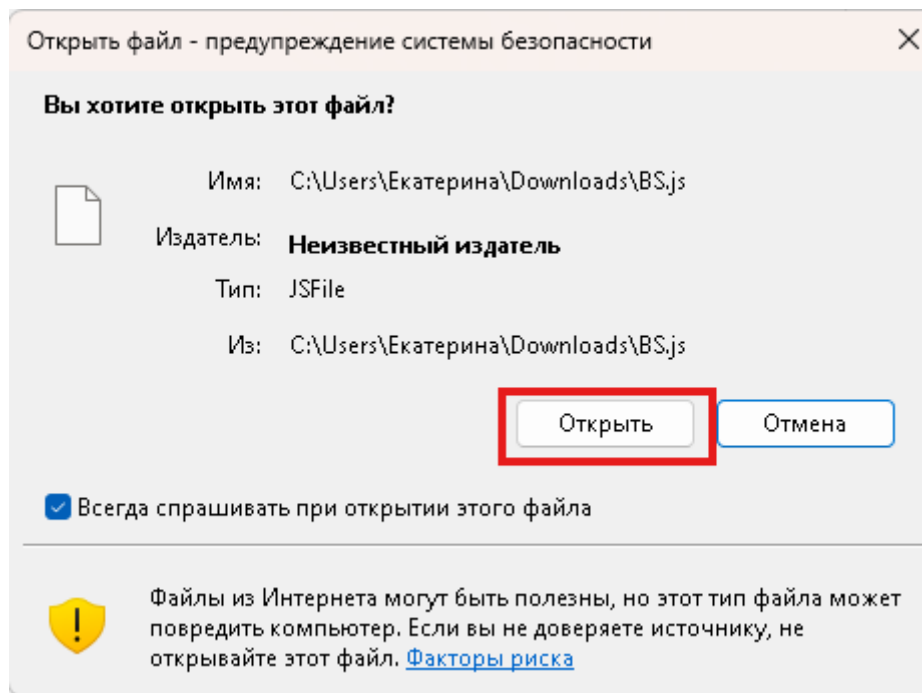 Открыть файл - предупреждение системы безопасности
Вы хотите открыть этот файл?
Имя: C:\Users\Екатерина\Downloads\BS.js
Издатель: Неизвестный издатель
Тип: JSFile
Из: C:\Users\Екатерина\Downloads\BS.js
Открыть Отмена
Всегда спрашивать при открытии этого файла
Файлы из Интернета могут быть полезны, но этот тип файла может
повредить компьютер. Если вы не доверяете источнику, не
открывайте этот файл. Факторы риска